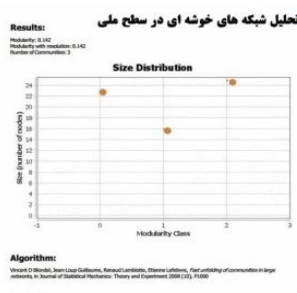 تحلیل شبکه های خوشه ای در سطح ملی
Results:
Modularity: 0.142
Modularity with resolution: 0.142
Number of Communities: 3
Size Distribution
Size (number of nodes)
24
22
20
18
16
14
12
10
8
6
4
2
0
-1 0 1 2 3
Modularity Class
Algorithm:
Vincent D Blondel, Jean-Loup Guillaume, Renaud Lambiotte, Etienne Lefebvre, Fast unfolding of communities in large
networks, in Journal of Statistical Mechanics: Theory and Experiment 2008 (10), P1000